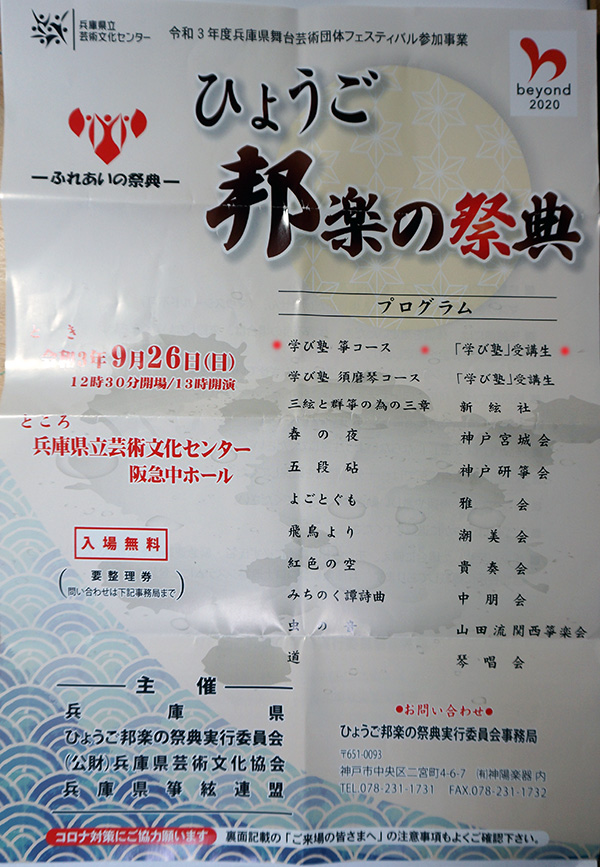 兵庫県立
芸術文化センター
令和3年度兵庫県舞台芸術団体フェスティバル参加事業
beyond
2020
ーふれあいの祭典ー
ひょうご
邦楽の祭典
プログラム
学び塾 箏コース 「学び塾」受講生
学び塾 須磨琴コース 「学び塾」受講生
三絃と群箏の為の三章 新絃社
春の夜 神戸宮城会
五段砧 神戸研箏会
よごとぐも 雅会
飛鳥より 潮美会
紅色の空 貴奏会
みちのく譚詩曲 中朋会
虫の音 山田流関西箏楽会
道 琴唱会
とき
令和3年9月26日(日)
12時30分開場/13時開演
ところ
兵庫県立芸術文化センター
阪急中ホール
入場無料
(要整理券
問い合わせは下記事務局まで)
主催
兵庫県
ひょうご邦楽の祭典実行委員会
(公財)兵庫県芸術文化協会
兵庫県箏絃連盟
●お問い合わせ●
ひょうご邦楽の祭典実行委員会事務局
〒651-0093
神戸市中央区二宮町4-6-7 ㈲神陽楽器内
TEL.078-231-1731 FAX.078-231-1732
コロナ対策にご協力願います 裏面記載の「ご来場の皆さまへ」の注意事項もよくご確認下さい。